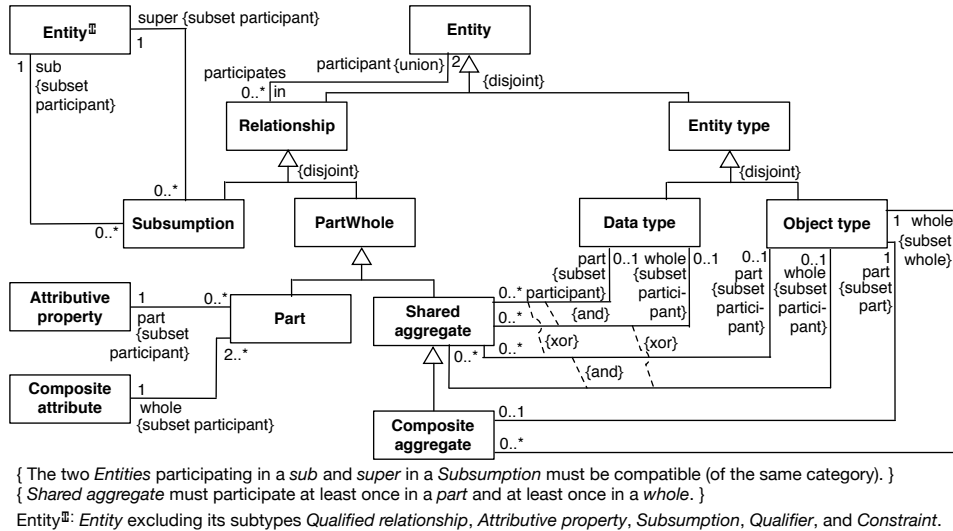 super {subset participant}
Entity
1
Entity
1
sub
{subset
participant}
participant {union}
2
participates
0..*
in
{disjoint}
Relationship
Entity type
{disjoint}
{disjoint}
0..*
0..*
Subsumption
PartWhole
Data type
Object type
1 whole
{subset
whole}
part
{subset
participant}
0..1
whole
{subset
partici-
pant}
0..1
0..1
part
{subset
partici-
pant}
0..1
whole
{subset
partici-
pant}
1
part
{subset
part}
Attributive
property
1
part
{subset
participant}
0..*
Part
2..*
Shared
aggregate
0..*
0..*
{and}
{xor}
{xor}
0..*
0..*
{and}
Composite
attribute
1
whole
{subset participant}
Composite
aggregate
0..1
0..*
{ The two Entities participating in a sub and super in a Subsumption must be compatible (of the same category). }
{ Shared aggregate must participate at least once in a part and at least once in a whole. }
Entity : Entity excluding its subtypes Qualified relationship, Attributive property, Subsumption, Qualifier, and Constraint.